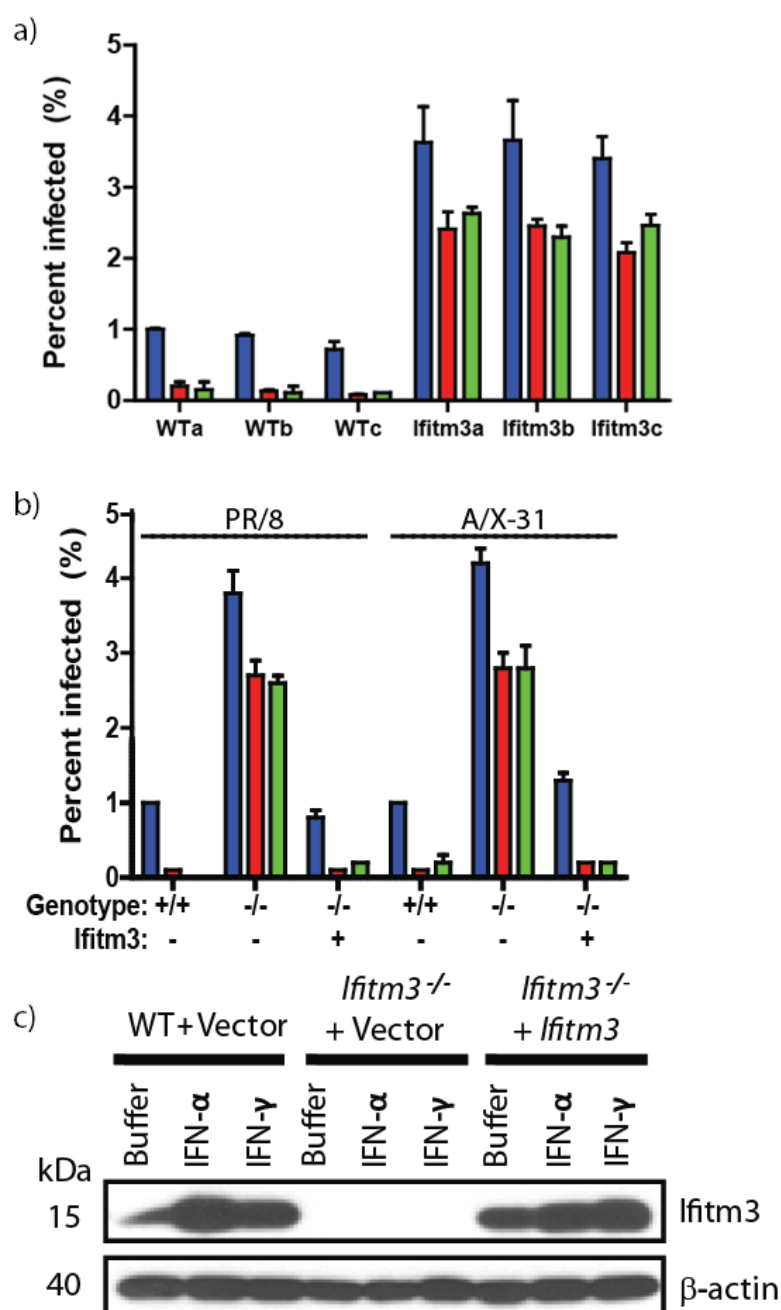 a)
Percent infected (%)
5
4
3
2
1
0
WTa WTb WTc Ifitm3a Ifitm3b Ifitm3c
b)
Percent infected (%)
PR/8 A/X-31
5
4
3
2
1
0
Genotype: +/+ -/- -/- +/+ -/- -/-
Ifitm3: - - + - - +
c)
WT+Vector Ifitm3 -/- + Vector Ifitm3 -/- + Ifitm3
Buffer IFN-α IFN-γ Buffer IFN-α IFN-γ Buffer IFN-α IFN-γ
kDa
15 Ifitm3
40 β-actin